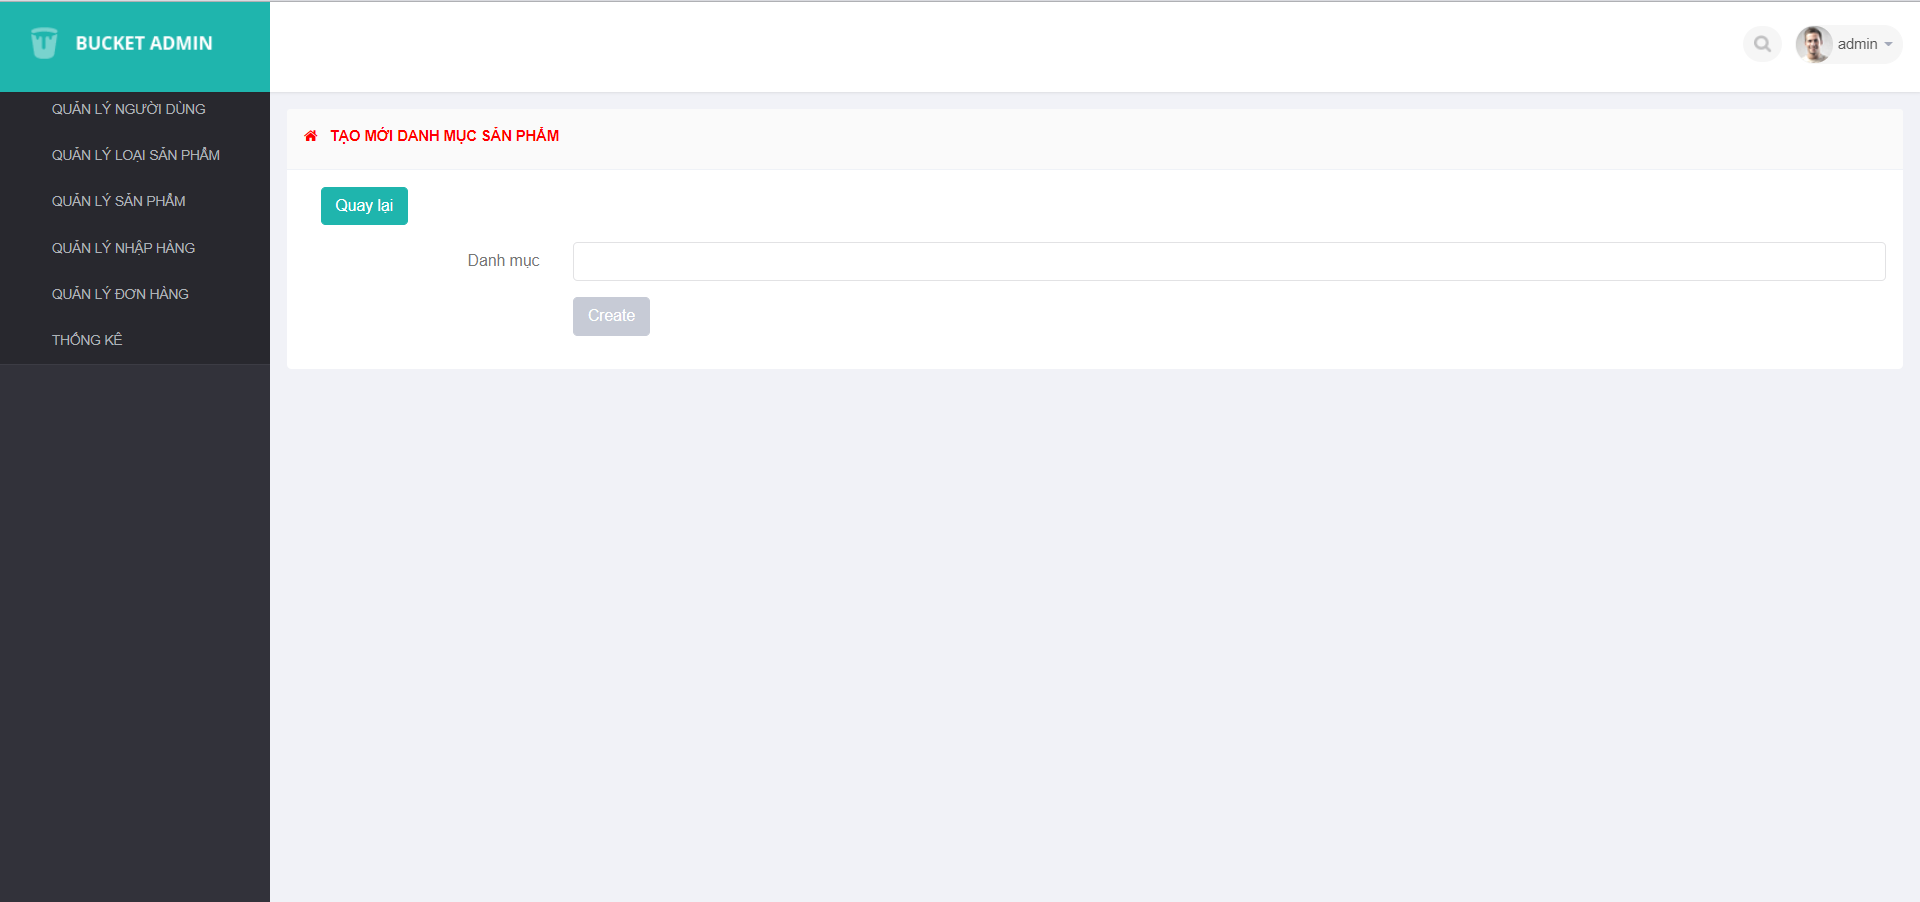 BUCKET ADMIN
admin
QUẢN LÝ NGƯỜI DÙNG
QUẢN LÝ LOẠI SẢN PHẨM
QUẢN LÝ SẢN PHẨM
QUẢN LÝ NHẬP HÀNG
QUẢN LÝ ĐƠN HÀNG
THỐNG KÊ
TẠO MỚI DANH MỤC SẢN PHẨM
Quay lại
Danh mục
Create